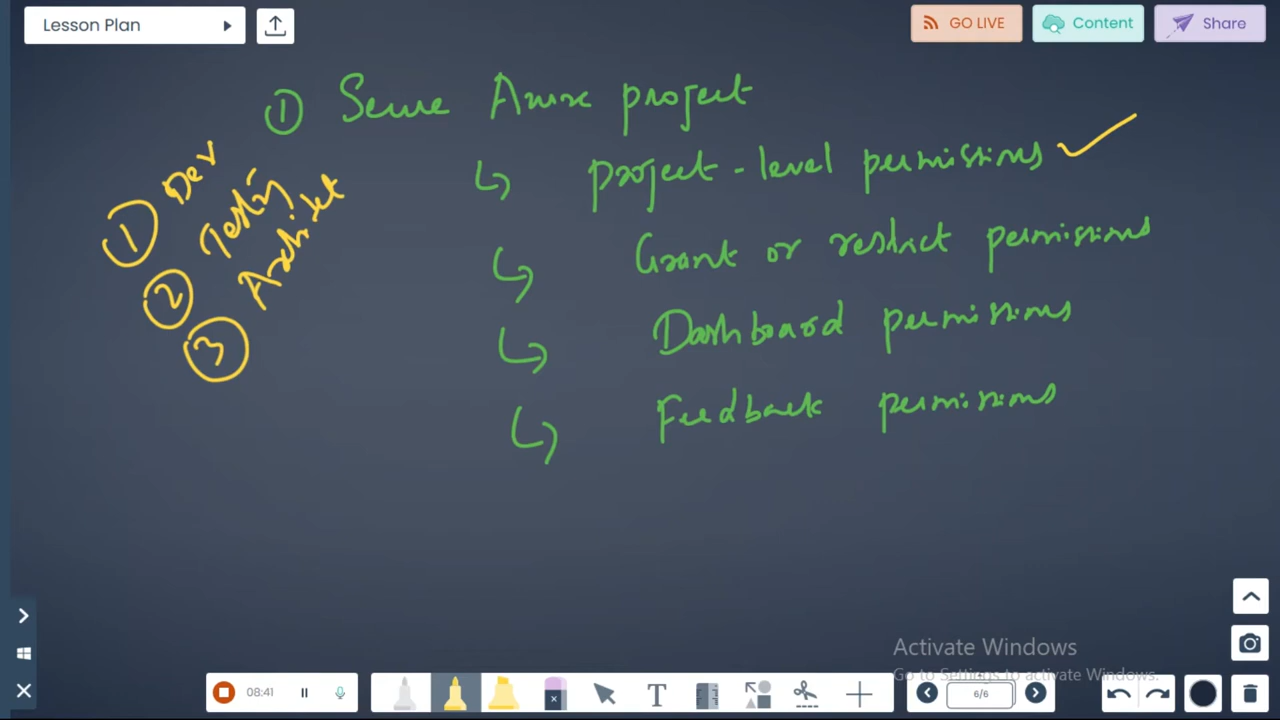 Lesson Plan
GO LIVE
Content
Share
① Secure Azure project
↳ project-level permissions ✓
↳ Grant or restrict permissions
↳ Dashboard permissions
↳ Feedback permissions
① Dev
② Testing
③ Architect
Activate Windows
Go to Settings to activate Windows.
08:41
T
6/6